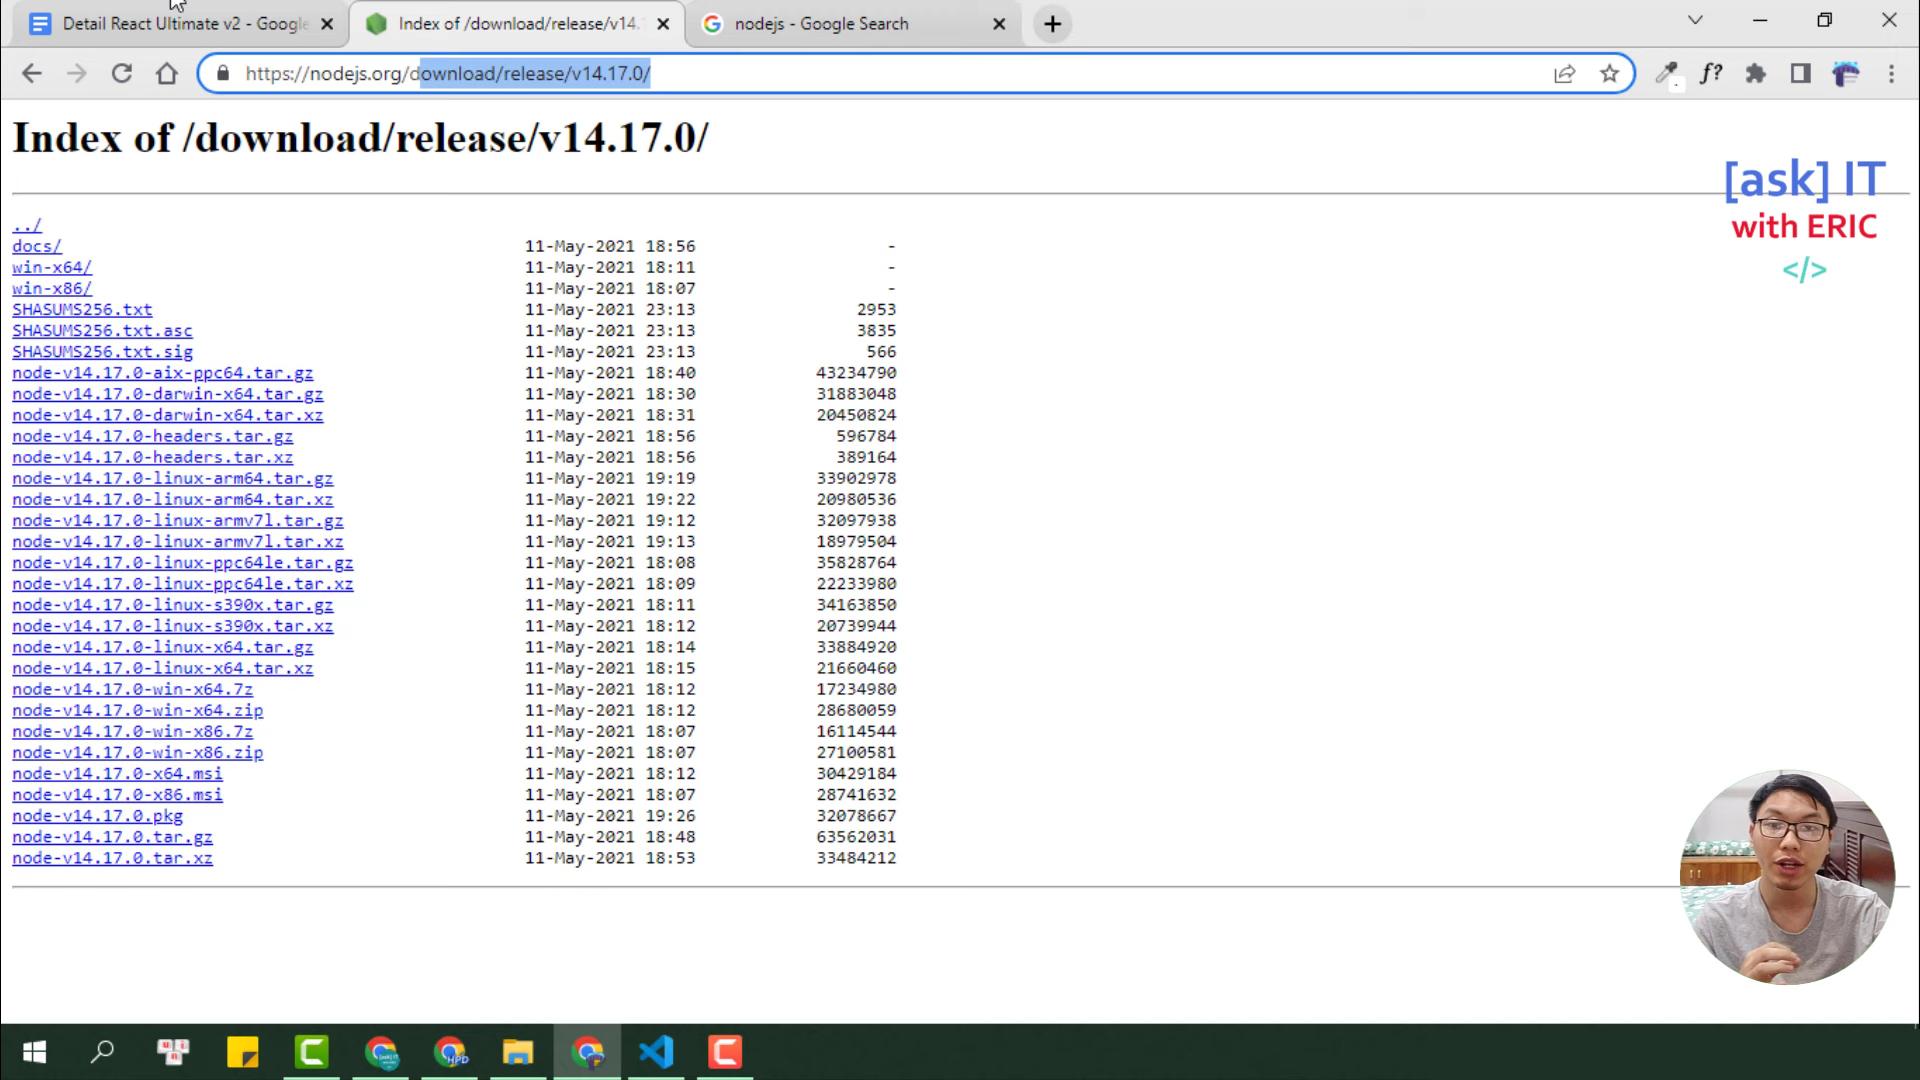 Detail React Ultimate v2 - Google
Index of /download/release/v14.
nodejs - Google Search
https://nodejs.org/download/release/v14.17.0/
f?
Index of /download/release/v14.17.0/
[ask] IT
with ERIC
</>
../
docs/ 11-May-2021 18:56 -
win-x64/ 11-May-2021 18:11 -
win-x86/ 11-May-2021 18:07 -
SHASUMS256.txt 11-May-2021 23:13 2953
SHASUMS256.txt.asc 11-May-2021 23:13 3835
SHASUMS256.txt.sig 11-May-2021 23:13 566
node-v14.17.0-aix-ppc64.tar.gz 11-May-2021 18:40 43234790
node-v14.17.0-darwin-x64.tar.gz 11-May-2021 18:30 31883048
node-v14.17.0-darwin-x64.tar.xz 11-May-2021 18:31 20450824
node-v14.17.0-headers.tar.gz 11-May-2021 18:56 596784
node-v14.17.0-headers.tar.xz 11-May-2021 18:56 389164
node-v14.17.0-linux-arm64.tar.gz 11-May-2021 19:19 33902978
node-v14.17.0-linux-arm64.tar.xz 11-May-2021 19:22 20980536
node-v14.17.0-linux-armv7l.tar.gz 11-May-2021 19:12 32097938
node-v14.17.0-linux-armv7l.tar.xz 11-May-2021 19:13 18979504
node-v14.17.0-linux-ppc64le.tar.gz 11-May-2021 18:08 35828764
node-v14.17.0-linux-ppc64le.tar.xz 11-May-2021 18:09 22233980
node-v14.17.0-linux-s390x.tar.gz 11-May-2021 18:11 34163850
node-v14.17.0-linux-s390x.tar.xz 11-May-2021 18:12 20739944
node-v14.17.0-linux-x64.tar.gz 11-May-2021 18:14 33884920
node-v14.17.0-linux-x64.tar.xz 11-May-2021 18:15 21660460
node-v14.17.0-win-x64.7z 11-May-2021 18:12 17234980
node-v14.17.0-win-x64.zip 11-May-2021 18:12 28680059
node-v14.17.0-win-x86.7z 11-May-2021 18:07 16114544
node-v14.17.0-win-x86.zip 11-May-2021 18:07 27100581
node-v14.17.0-x64.msi 11-May-2021 18:12 30429184
node-v14.17.0-x86.msi 11-May-2021 18:07 28741632
node-v14.17.0.pkg 11-May-2021 19:26 32078667
node-v14.17.0.tar.gz 11-May-2021 18:48 63562031
node-v14.17.0.tar.xz 11-May-2021 18:53 33484212